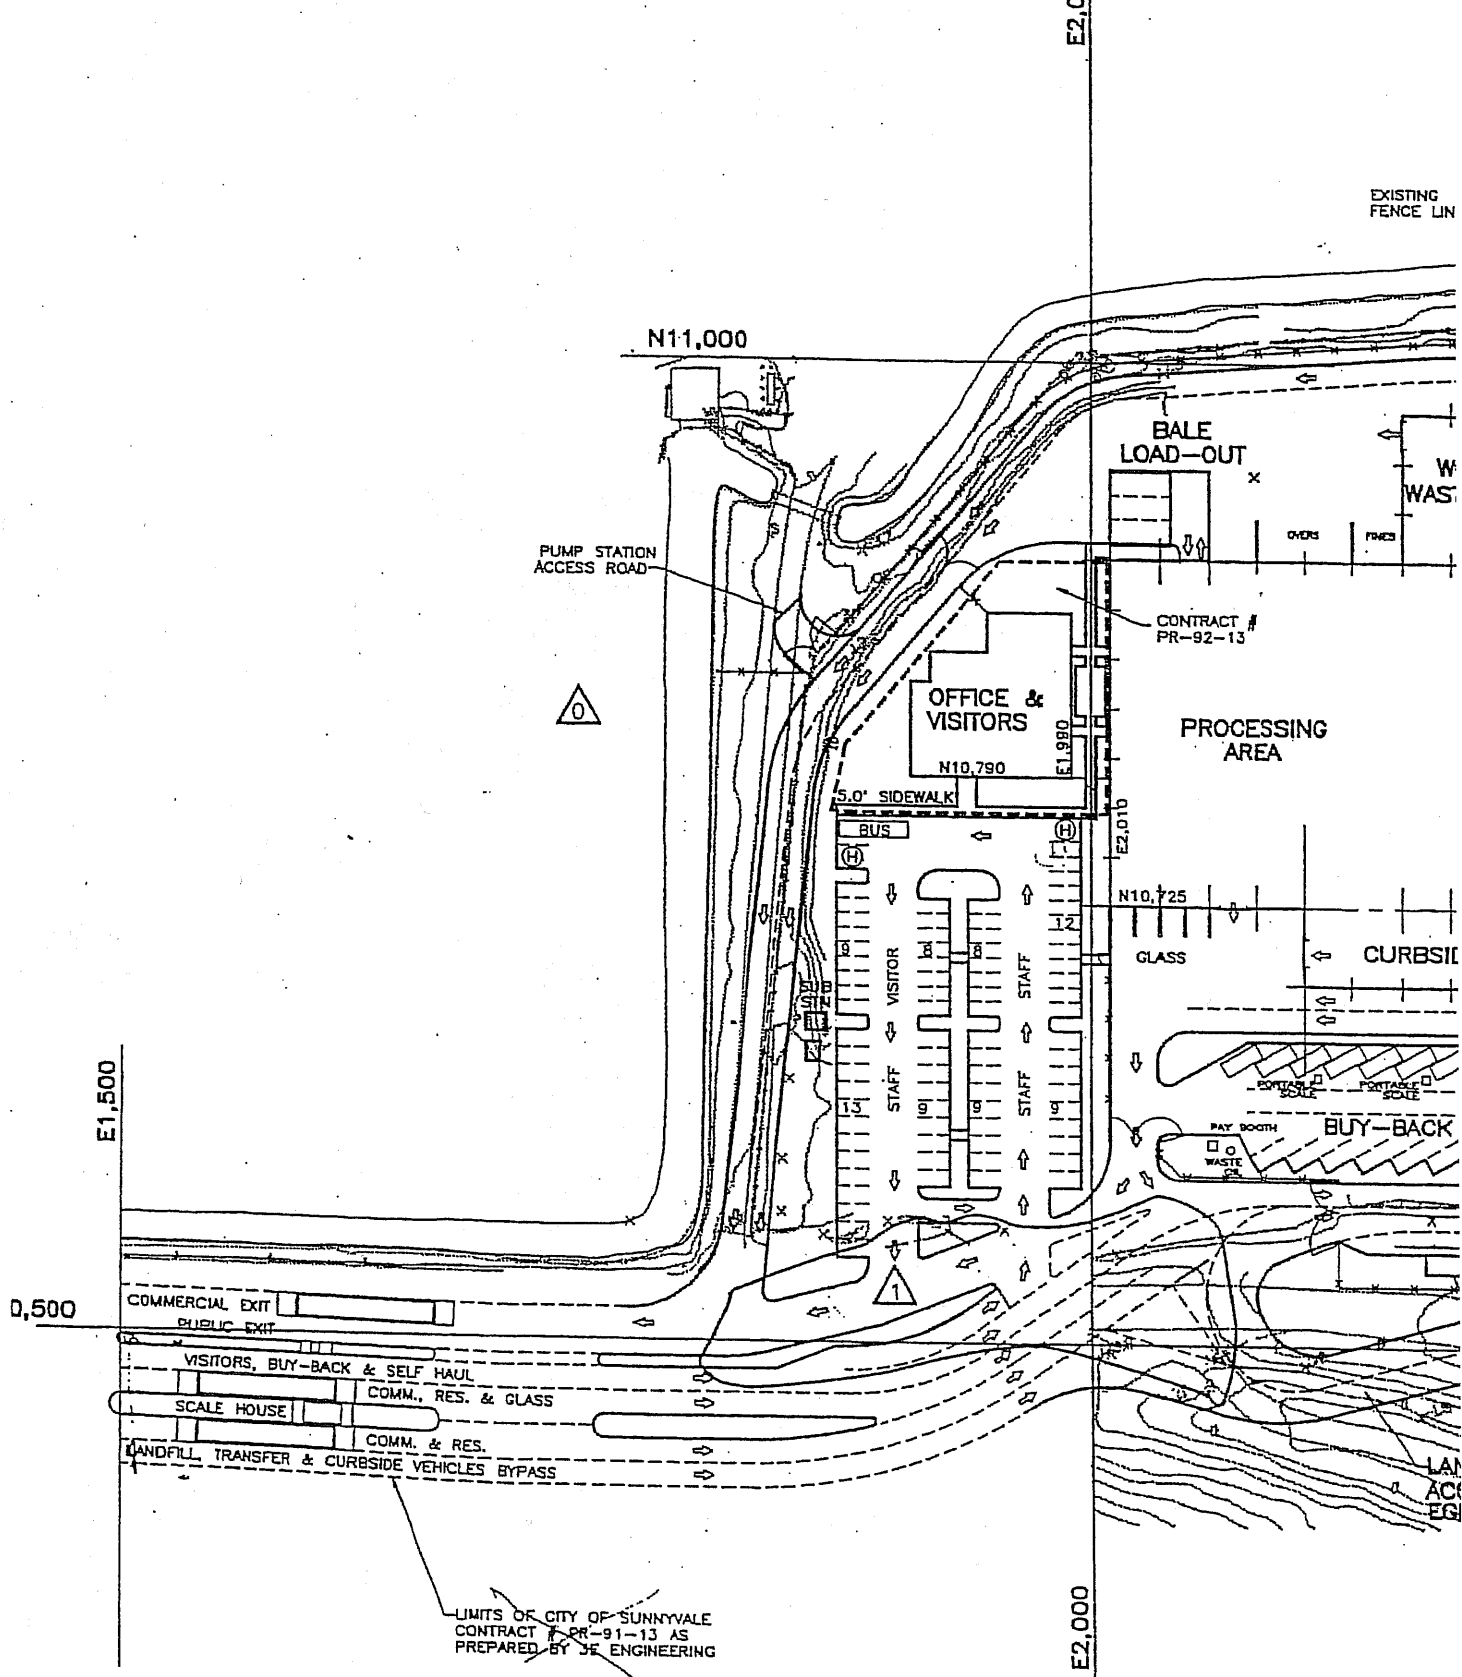 E2,0
EXISTING
FENCE LIN
N11,000
BALE
LOAD-OUT
W
WAS
OVERS
FINES
PUMP STATION
ACCESS ROAD
CONTRACT #
PR-92-13
0
OFFICE &
VISITORS
E1,990
PROCESSING
AREA
N10,790
5.0' SIDEWALK
BUS
H
H
E2,010
N10,725
12
9
VISITOR
8
8
STAFF
GLASS
CURBSID
SUB
STN
E1,500
PORTABLE
SCALE
PORTABLE
SCALE
13
STAFF
9
9
STAFF
9
PAY BOOTH
BUY-BACK
WASTE
OIL
1
COMMERCIAL EXIT
0,500
PUBLIC EXIT
VISITORS, BUY-BACK & SELF HAUL
COMM., RES. & GLASS
SCALE HOUSE
COMM. & RES.
LANDFILL, TRANSFER & CURBSIDE VEHICLES BYPASS
LAN
ACC
EG
LIMITS OF CITY OF SUNNYVALE
CONTRACT # PR-91-13 AS
PREPARED BY 3E ENGINEERING
E2,000